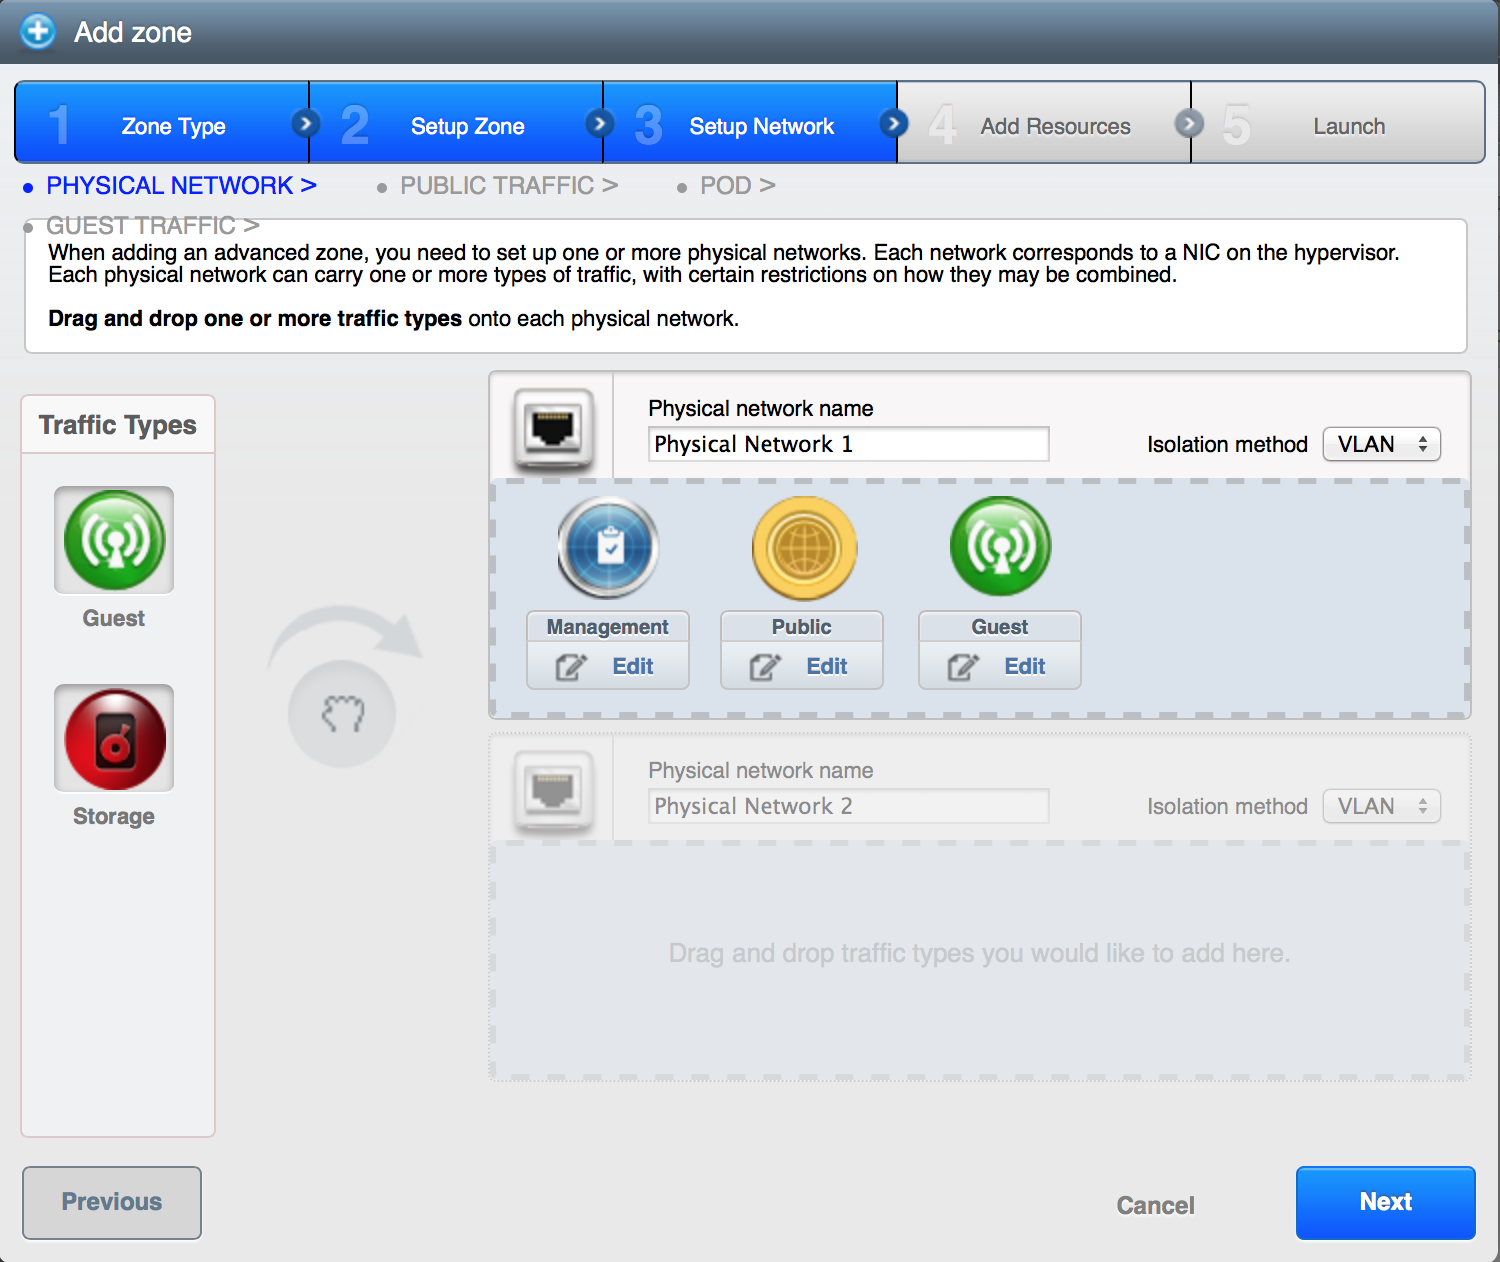 Add zone
1 Zone Type 2 Setup Zone 3 Setup Network 4 Add Resources 5 Launch
PHYSICAL NETWORK > PUBLIC TRAFFIC > POD >
GUEST TRAFFIC >
When adding an advanced zone, you need to set up one or more physical networks. Each network corresponds to a NIC on the hypervisor.
Each physical network can carry one or more types of traffic, with certain restrictions on how they may be combined.
Drag and drop one or more traffic types onto each physical network.
Traffic Types
Guest
Storage
Physical network name
Physical Network 1
Isolation method VLAN
Management Public Guest
Edit Edit Edit
Physical network name
Physical Network 2
Isolation method VLAN
Drag and drop traffic types you would like to add here.
Previous Cancel Next